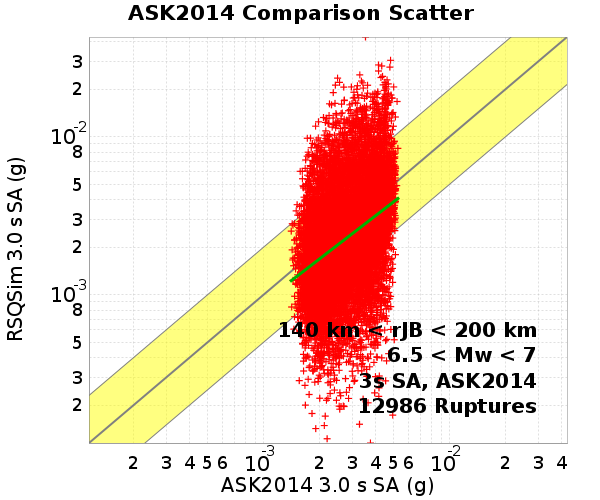 ASK2014 Comparison Scatter
RSQSim 3.0 s SA (g)
3
2
10-2
8
5
3
2
10-3
8
5
3
2
140 km < rJB < 200 km
6.5 < Mw < 7
3s SA, ASK2014
12986 Ruptures
2 3 4 5 6 10-3 2 3 4 5 6 10-2 2 3 4
ASK2014 3.0 s SA (g)